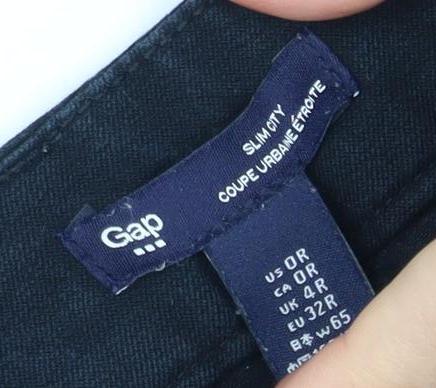 Gap
SLIM CITY
COUPE URBAINE ÉTROITE
US 0R
CA 0R
UK 4R
EU 32R
日本 W65